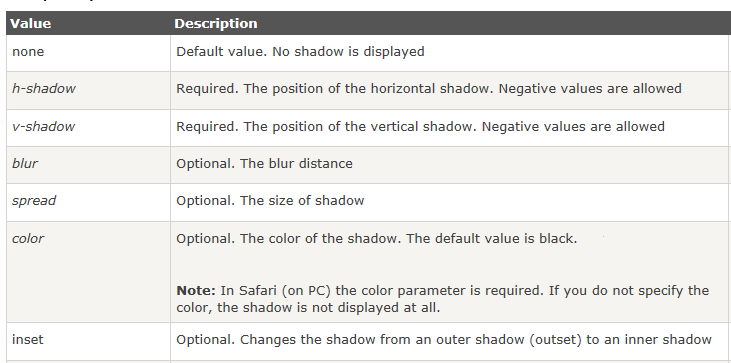 Value Description
none Default value. No shadow is displayed
h-shadow Required. The position of the horizontal shadow. Negative values are allowed
v-shadow Required. The position of the vertical shadow. Negative values are allowed
blur Optional. The blur distance
spread Optional. The size of shadow
color Optional. The color of the shadow. The default value is black.
Note: In Safari (on PC) the color parameter is required. If you do not specify the
color, the shadow is not displayed at all.
inset Optional. Changes the shadow from an outer shadow (outset) to an inner shadow